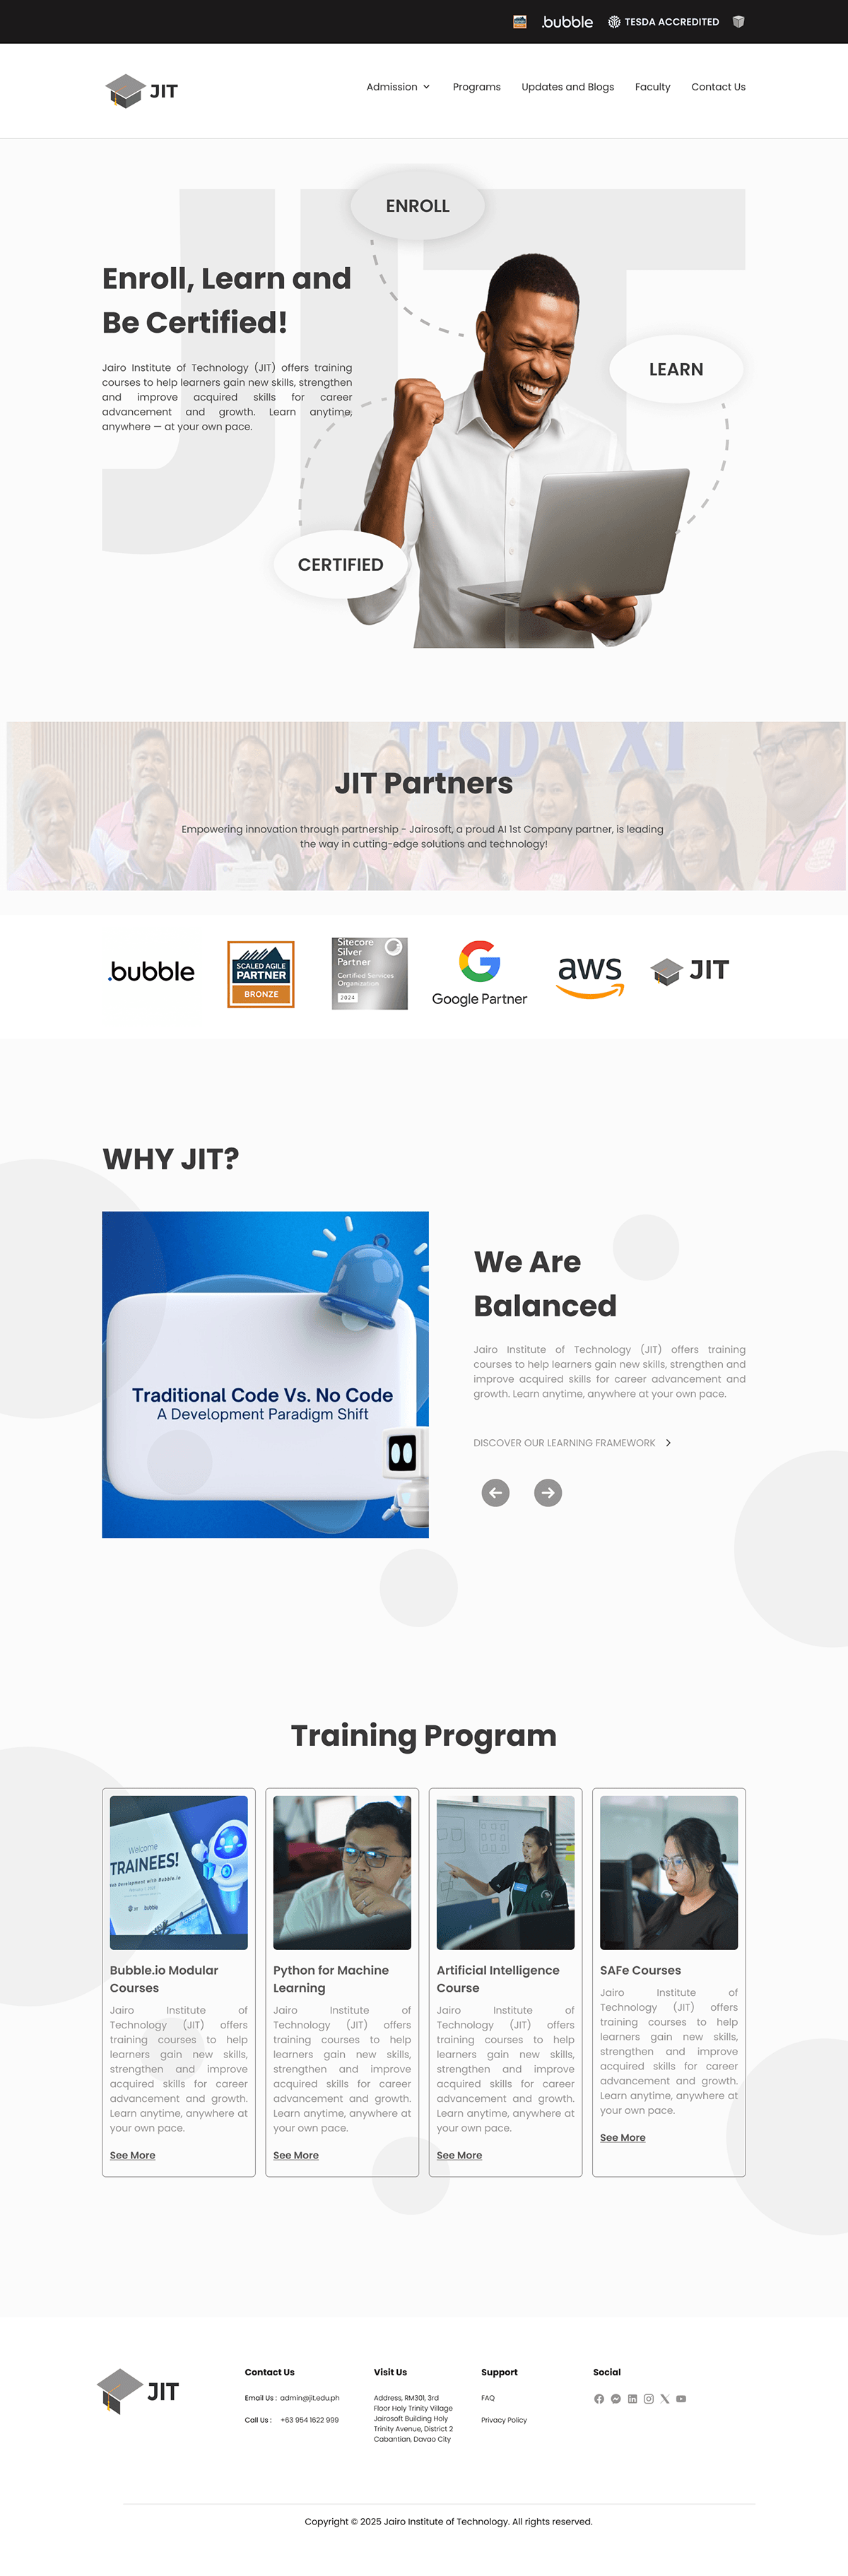 .bubble TESDA ACCREDITED
JIT
Admission Programs Updates and Blogs Faculty Contact Us
ENROLL
Enroll, Learn and
Be Certified!
Jairo Institute of Technology (JIT) offers training
courses to help learners gain new skills, strengthen
and improve acquired skills for career
advancement and growth. Learn anytime,
anywhere — at your own pace.
LEARN
CERTIFIED
JIT
TESDA XI
JIT Partners
Empowering innovation through partnership - Jairosoft, a proud AI 1st Company partner, is leading
the way in cutting-edge solutions and technology!
.bubble
SCALED AGILE
PARTNER
BRONZE
Sitecore
Silver
Partner
Certified Services
Organization
2024
Google Partner
aws
JIT
WHY JIT?
Traditional Code Vs. No Code
A Development Paradigm Shift
We Are
Balanced
Jairo Institute of Technology (JIT) offers training
courses to help learners gain new skills, strengthen and
improve acquired skills for career advancement and
growth. Learn anytime, anywhere at your own pace.
DISCOVER OUR LEARNING FRAMEWORK
Training Program
Welcome
TRAINEES!
Development with Bubble.io
bubble
Bubble.io Modular
Courses
Jairo Institute of
Technology (JIT) offers
training courses to help
learners gain new skills,
strengthen and improve
acquired skills for career
advancement and growth.
Learn anytime, anywhere at
your own pace.
See More
Python for Machine
Learning
Jairo Institute of
Technology (JIT) offers
training courses to help
learners gain new skills,
strengthen and improve
acquired skills for career
advancement and growth.
Learn anytime, anywhere at
your own pace.
See More
Artificial Intelligence
Course
Jairo Institute of
Technology (JIT) offers
training courses to help
learners gain new skills,
strengthen and improve
acquired skills for career
advancement and growth.
Learn anytime, anywhere at
your own pace.
See More
SAFe Courses
Jairo Institute of
Technology (JIT) offers
training courses to help
learners gain new skills,
strengthen and improve
acquired skills for career
advancement and growth.
Learn anytime, anywhere at
your own pace.
See More
JIT
Contact Us
Email Us : admin@jit.edu.ph
Call Us : +63 954 1622 999
Visit Us
Address, RM301, 3rd
Floor Holy Trinity Village
Jairosoft Building Holy
Trinity Avenue, District 2
Cabantian, Davao City
Support
FAQ
Privacy Policy
Social
Copyright © 2025 Jairo Institute of Technology. All rights reserved.